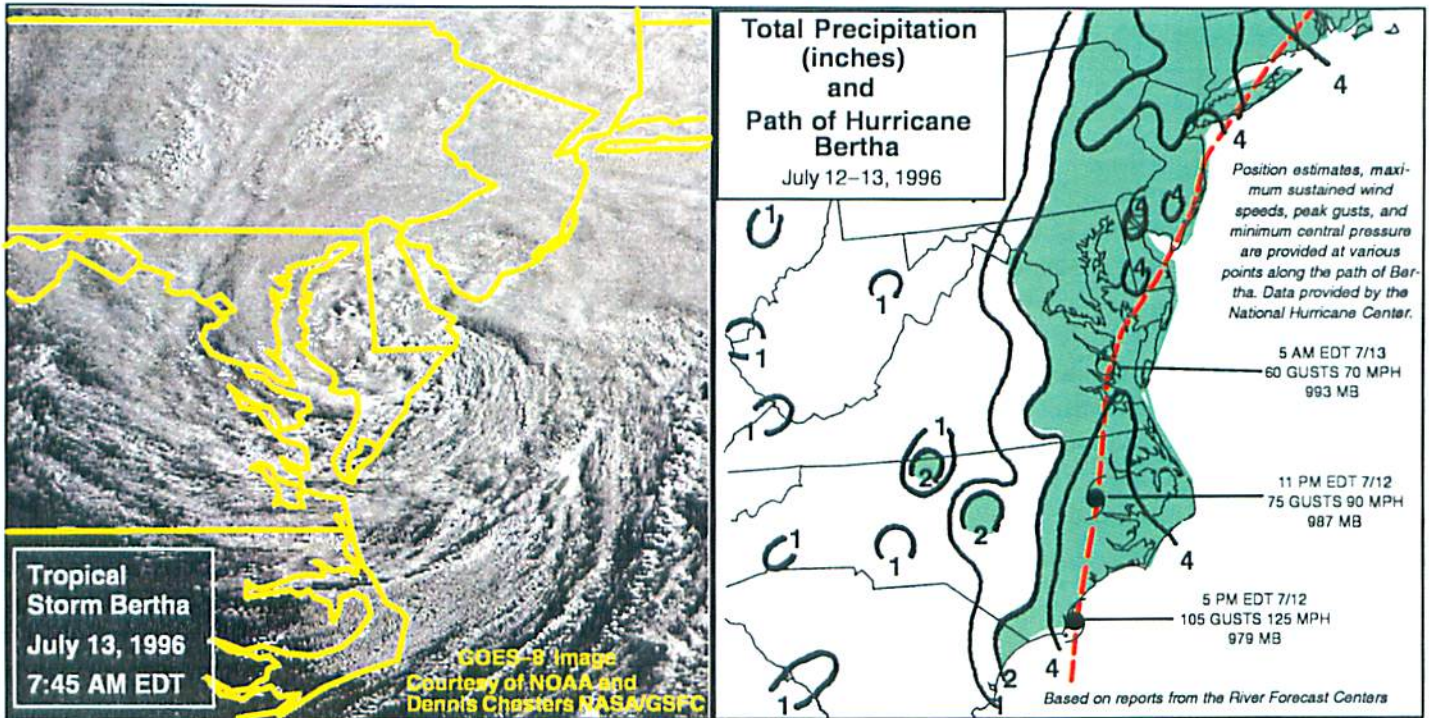 Tropical
Storm Bertha
July 13, 1996
7:45 AM EDT
GOES-8 Image
Courtesy of NOAA and
Dennis Chesters NASA/GSFC
Total Precipitation
(inches)
and
Path of Hurricane
Bertha
July 12–13, 1996
4
4
Position estimates, maxi-
mum sustained wind
speeds, peak gusts, and
minimum central pressure
are provided at various
points along the path of Ber-
tha. Data provided by the
National Hurricane Center.
1
4
4
4
1
1
5 AM EDT 7/13
60 GUSTS 70 MPH
993 MB
1
2
11 PM EDT 7/12
75 GUSTS 90 MPH
987 MB
2
1
1
4
5 PM EDT 7/12
105 GUSTS 125 MPH
979 MB
4
2
1
1
Based on reports from the River Forecast Centers